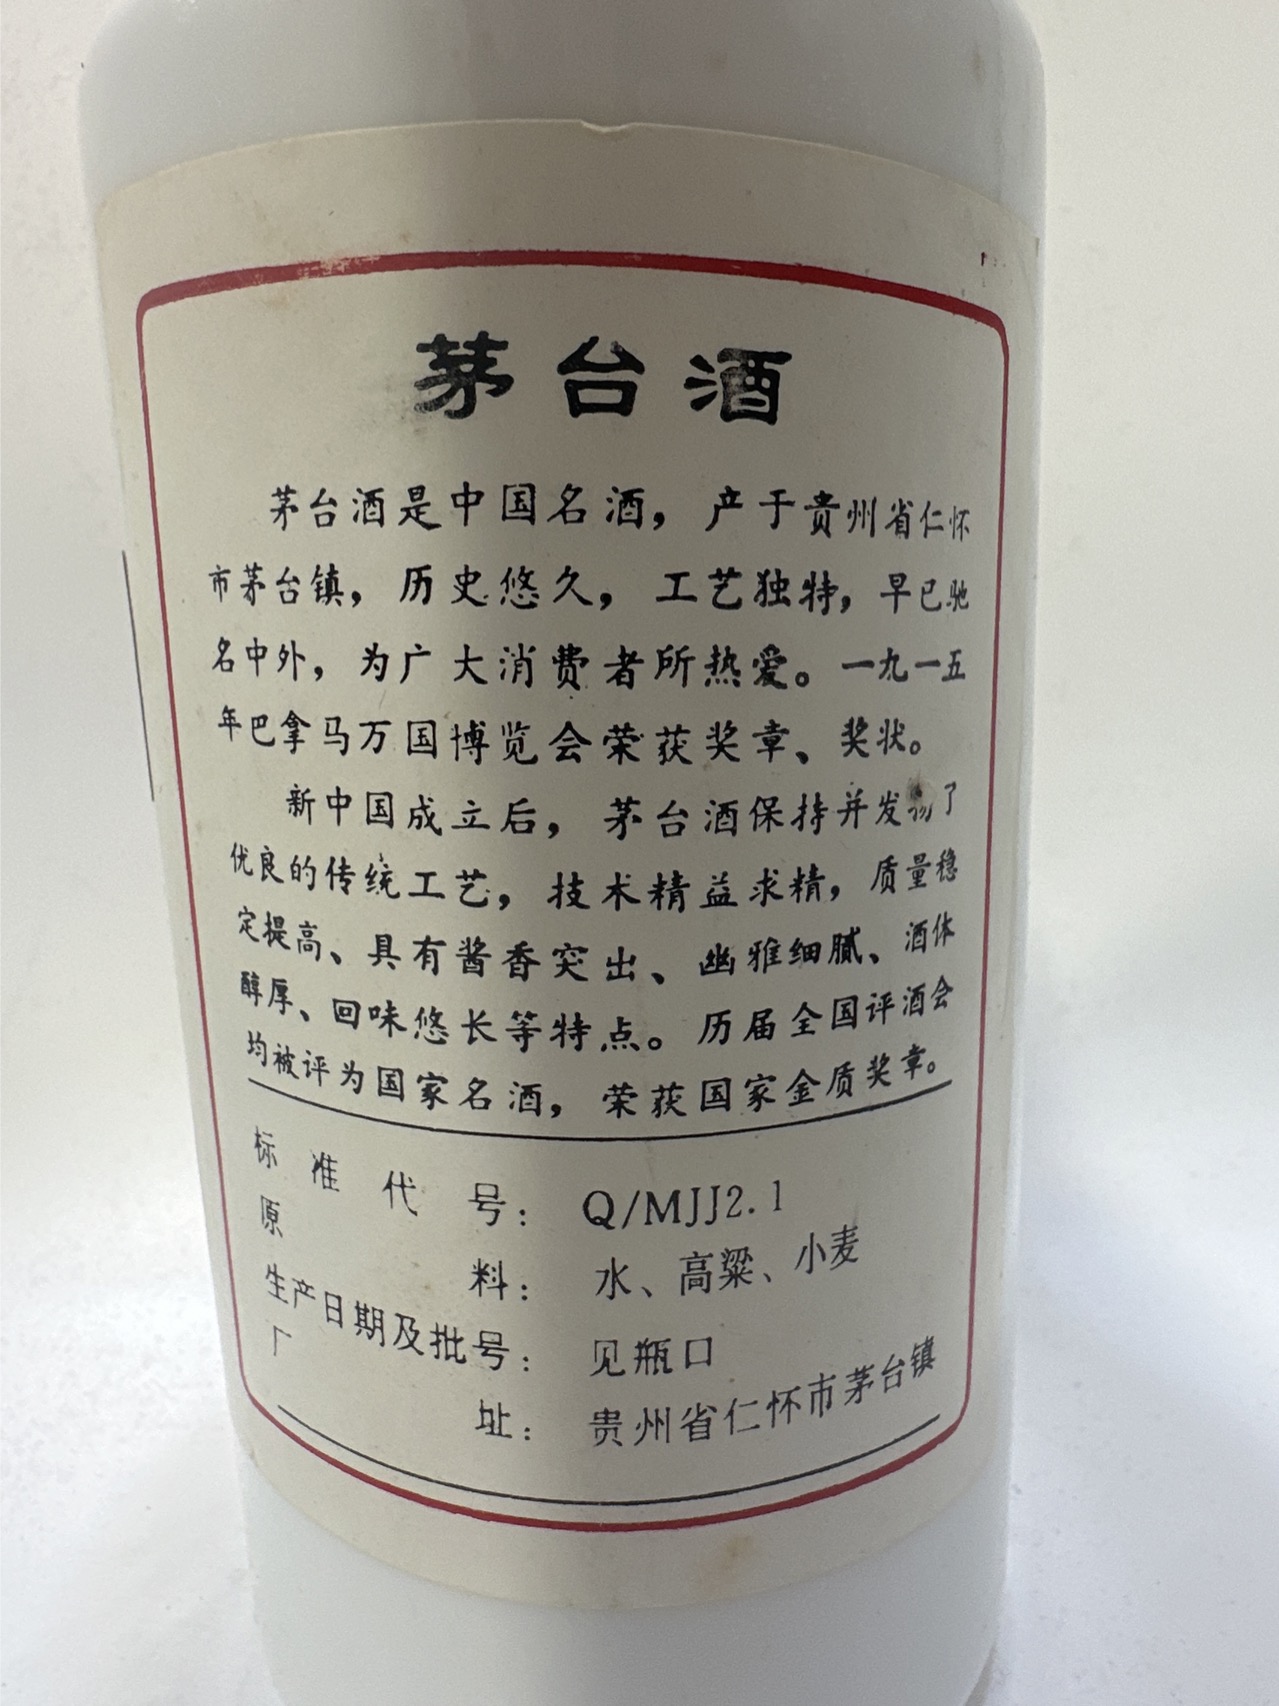 茅台酒
茅台酒是中国名酒，产于贵州省仁怀
市茅台镇，历史悠久，工艺独特，早已驰
名中外，为广大消费者所热爱。一九一五
年巴拿马万国博览会荣获奖章、奖状。
新中国成立后，茅台酒保持并发扬了
优良的传统工艺，技术精益求精，质量稳
定提高、具有酱香突出、幽雅细腻、酒体
醇厚、回味悠长等特点。历届全国评酒会
均被评为国家名酒，荣获国家金质奖章。
标准代号：Q/MJJ2.1
原料：水、高粱、小麦
生产日期及批号：见瓶口
厂址：贵州省仁怀市茅台镇